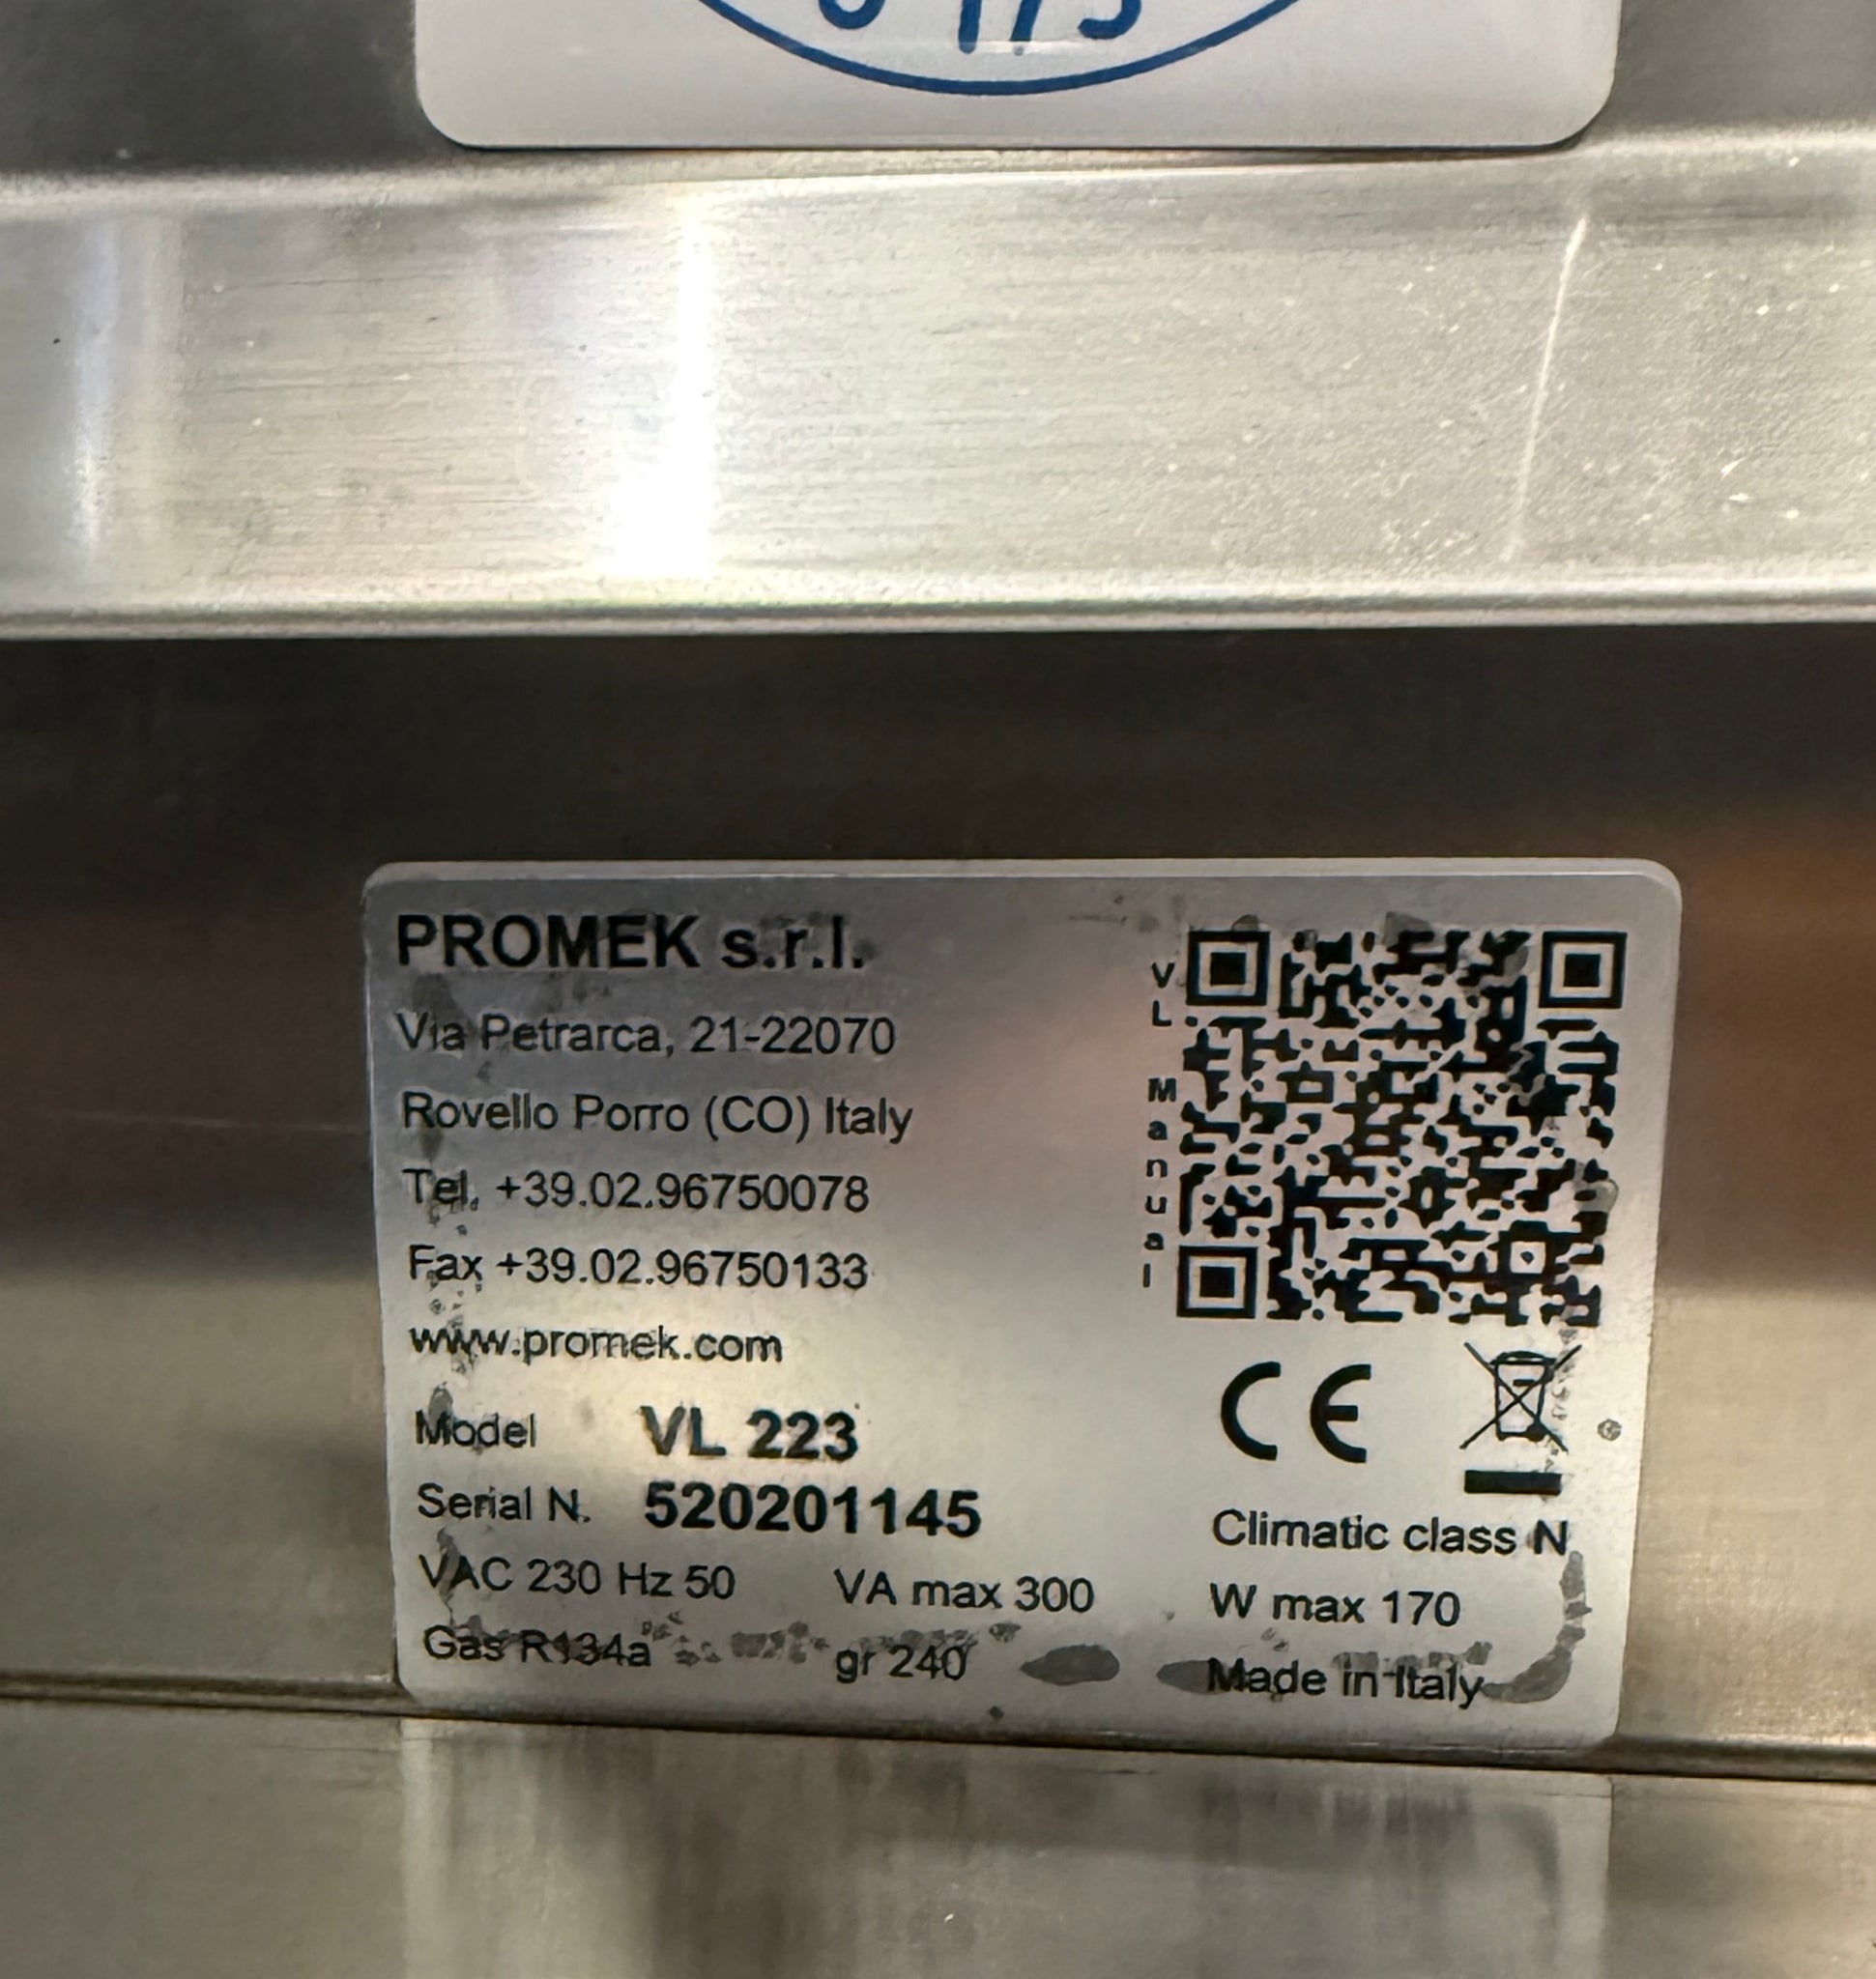 PROMEK s.r.l.
Via Petrarca, 21-22070
Rovello Porro (CO) Italy
Tel. +39.02.96750078
Fax +39.02.96750133
www.promek.com
Model VL 223
Serial N. 520201145
VAC 230 Hz 50 VA max 300
Gas R134a gr 240
VL Manual
CE
Climatic class N
W max 170
Made in Italy